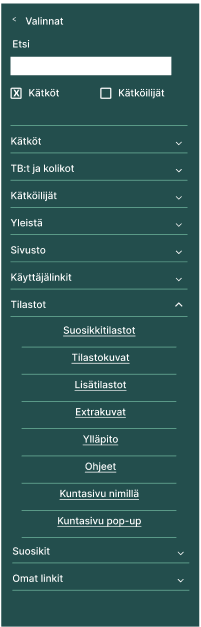 < Valinnat
Etsi
X Kätköt Kätköilijät
Kätköt
TB:t ja kolikot
Kätköilijät
Yleistä
Sivusto
Käyttäjälinkit
Tilastot
Suosikkitilastot
Tilastokuvat
Lisätilastot
Extrakuvat
Ylläpito
Ohjeet
Kuntasivu nimillä
Kuntasivu pop-up
Suosikit
Omat linkit